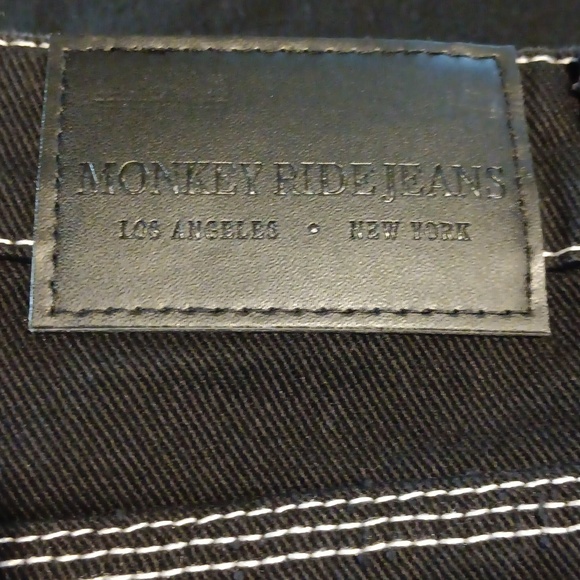 MONKEY RIDE JEANS
LOS ANGELES • NEW YORK